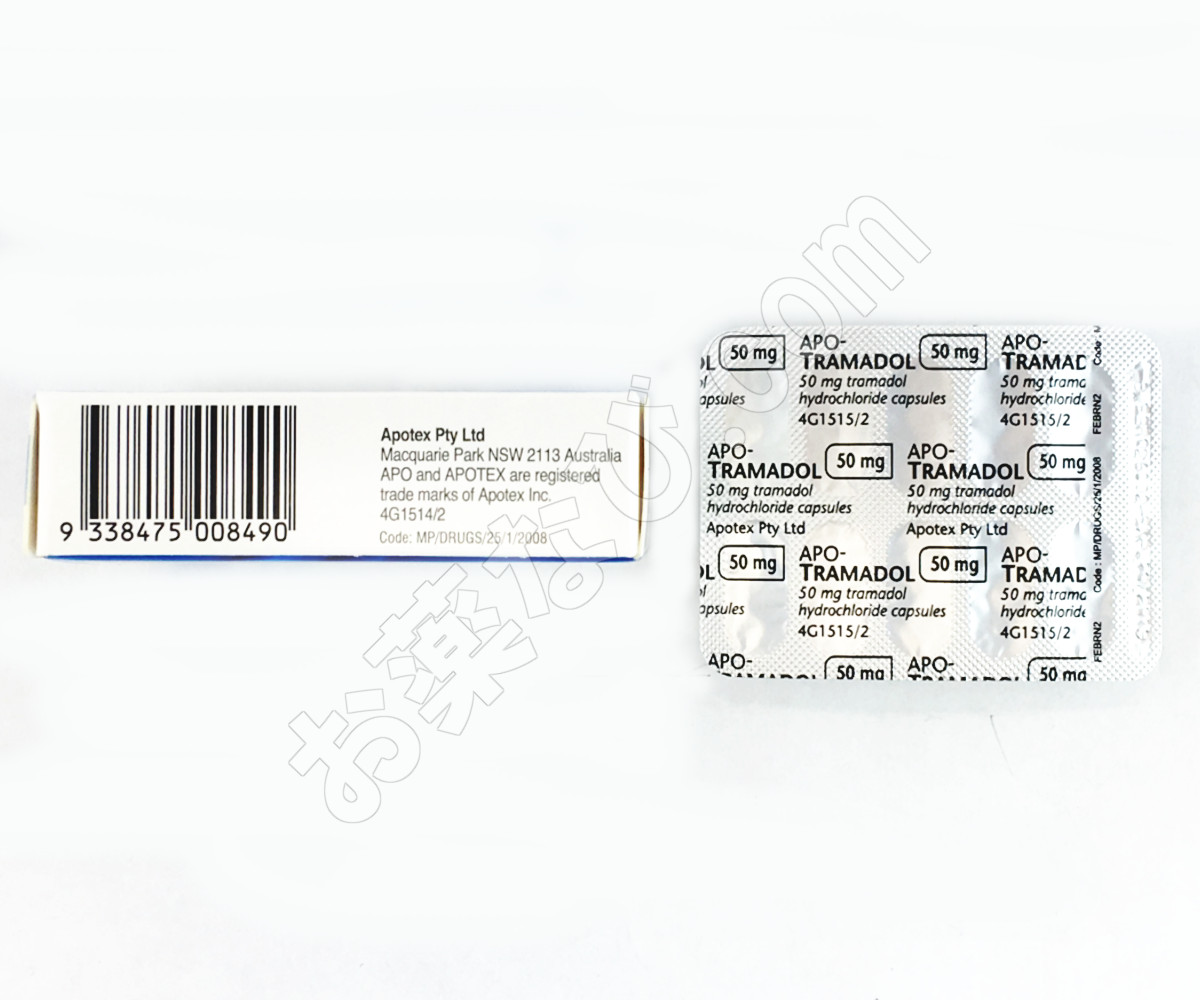 9 338475 008490
Apotex Pty Ltd
Macquarie Park NSW 2113 Australia
APO and APOTEX are registered
trade marks of Apotex Inc.
4G1514/2
Code: MP/DRUGS/25/1/2008
50 mg
APO-
TRAMADOL
50 mg tramadol
hydrochloride capsules
4G1515/2
50 mg
APO-
TRAMAD
50 mg trama
hydrochloride
4G1515/2
APO-
TRAMADOL
50 mg tramadol
hydrochloride capsules
Apotex Pty Ltd
50 mg
APO-
TRAMADOL
50 mg tramadol
hydrochloride capsules
Apotex Pty Ltd
50 mg
50 mg
APO-
TRAMADOL
50 mg tramadol
hydrochloride capsules
4G1515/2
50 mg
APO-
TRAMAD
50 mg trama
hydrochloride
4G1515/2
APO-
50 mg
APO-
50 mg
FEBRN2
Code : MP/DRUGS/25/1/2008
FEBRN2
Code :
お薬なび.com